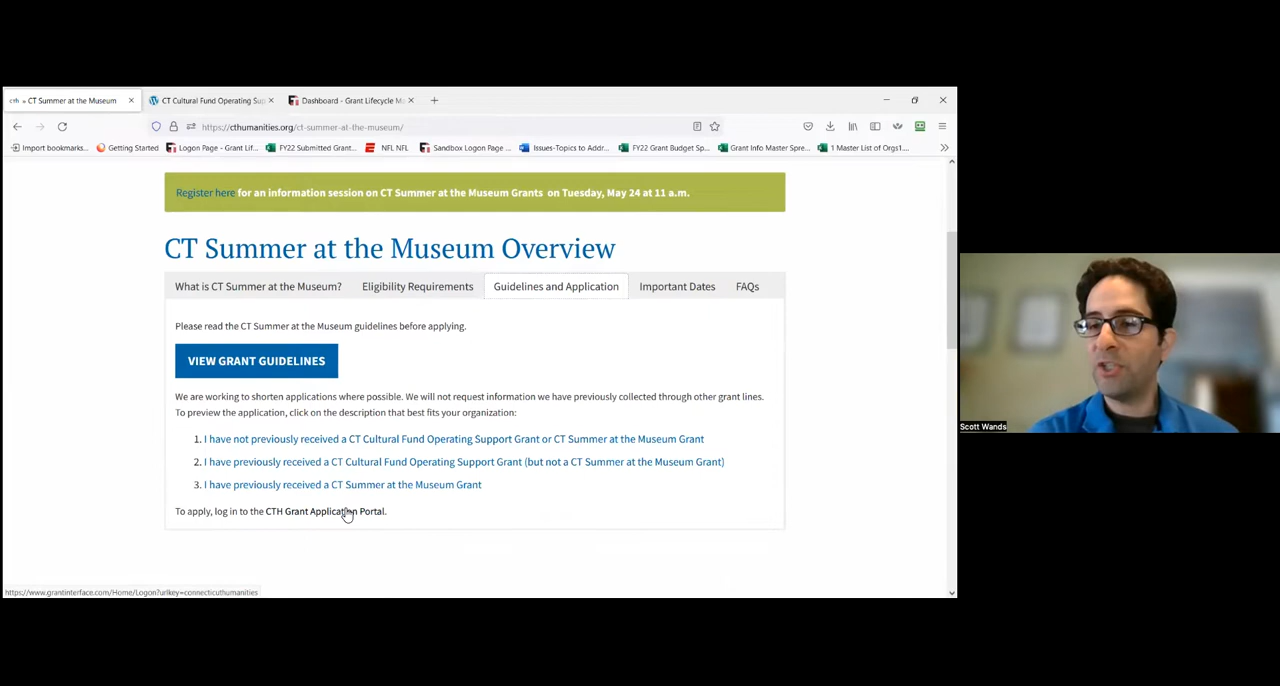 cth » CT Summer at the Museum
CT Cultural Fund Operating Sup
Dashboard - Grant Lifecycle Ma
https://cthumanities.org/ct-summer-at-the-museum/
Import bookmarks...
Getting Started
Logon Page - Grant Lif...
FY22 Submitted Grant...
NFL NFL
Sandbox Logon Page ...
Issues-Topics to Addr...
FY22 Grant Budget Sp...
Grant Info Master Spre...
1 Master List of Orgs1....
Register here for an information session on CT Summer at the Museum Grants on Tuesday, May 24 at 11 a.m.
CT Summer at the Museum Overview
What is CT Summer at the Museum?
Eligibility Requirements
Guidelines and Application
Important Dates
FAQs
Please read the CT Summer at the Museum guidelines before applying.
VIEW GRANT GUIDELINES
We are working to shorten applications where possible. We will not request information we have previously collected through other grant lines.
To preview the application, click on the description that best fits your organization:
1. I have not previously received a CT Cultural Fund Operating Support Grant or CT Summer at the Museum Grant
2. I have previously received a CT Cultural Fund Operating Support Grant (but not a CT Summer at the Museum Grant)
3. I have previously received a CT Summer at the Museum Grant
To apply, log in to the CTH Grant Application Portal.
https://www.grantinterface.com/Home/Logon?urlkey=connecticuthumanities
Scott Wands